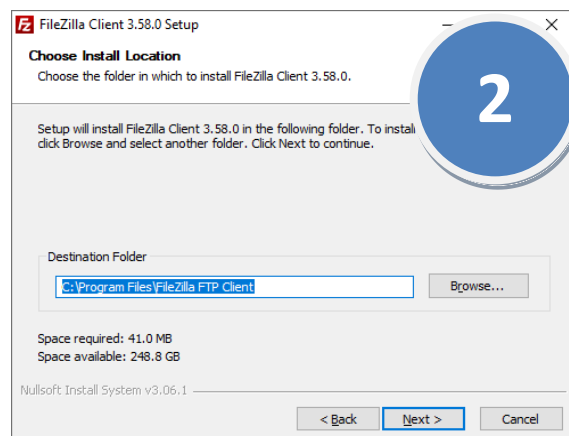 FileZilla Client 3.58.0 Setup
Choose Install Location
Choose the folder in which to install FileZilla Client 3.58.0.
2
Setup will install FileZilla Client 3.58.0 in the following folder. To
click Browse and select another folder. Click Next to continue.
Destination Folder
C:\Program Files\FileZilla FTP Client
Browse...
Space required: 41.0 MB
Space available: 248.8 GB
Nullsoft Install System v3.06.1
< Back
Next >
Cancel